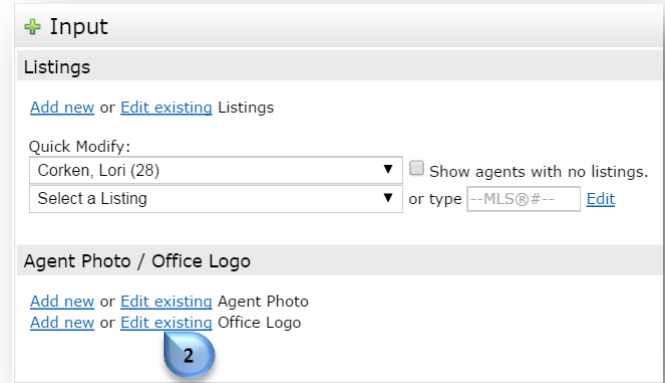 Input
Listings
Add new or Edit existing Listings
Quick Modify:
Corken, Lori (28) Show agents with no listings.
Select a Listing or type --MLS®#-- Edit
Agent Photo / Office Logo
Add new or Edit existing Agent Photo
Add new or Edit existing Office Logo
2